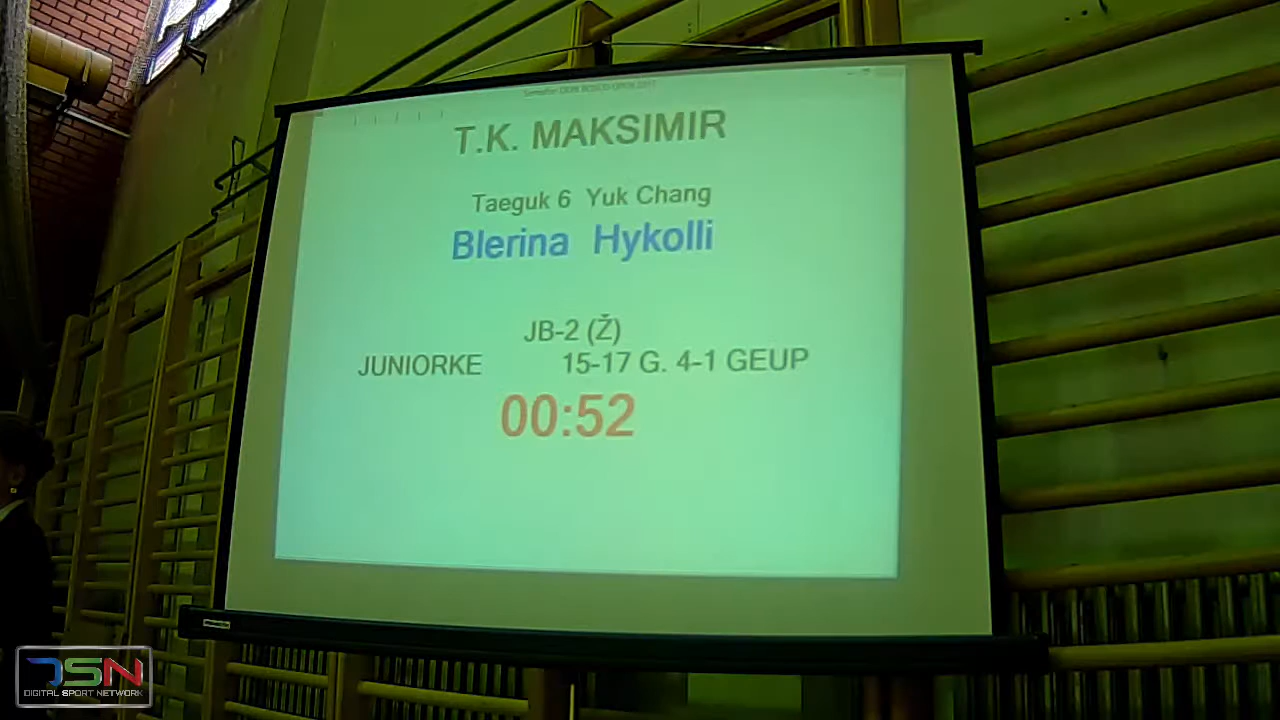 T.K. MAKSIMIR
Taeguk 6 Yuk Chang
Blerina Hykolli
JB-2 (Ž)
JUNIORKE 15-17 G. 4-1 GEUP
00:52
DSN
DIGITAL SPORT NETWORK